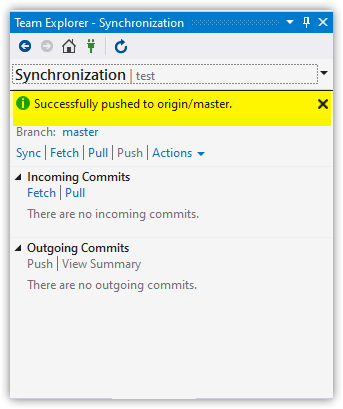 Team Explorer - Synchronization
Synchronization | test
Successfully pushed to origin/master.
Branch: master
Sync | Fetch | Pull | Push | Actions
Incoming Commits
Fetch | Pull
There are no incoming commits.
Outgoing Commits
Push | View Summary
There are no outgoing commits.